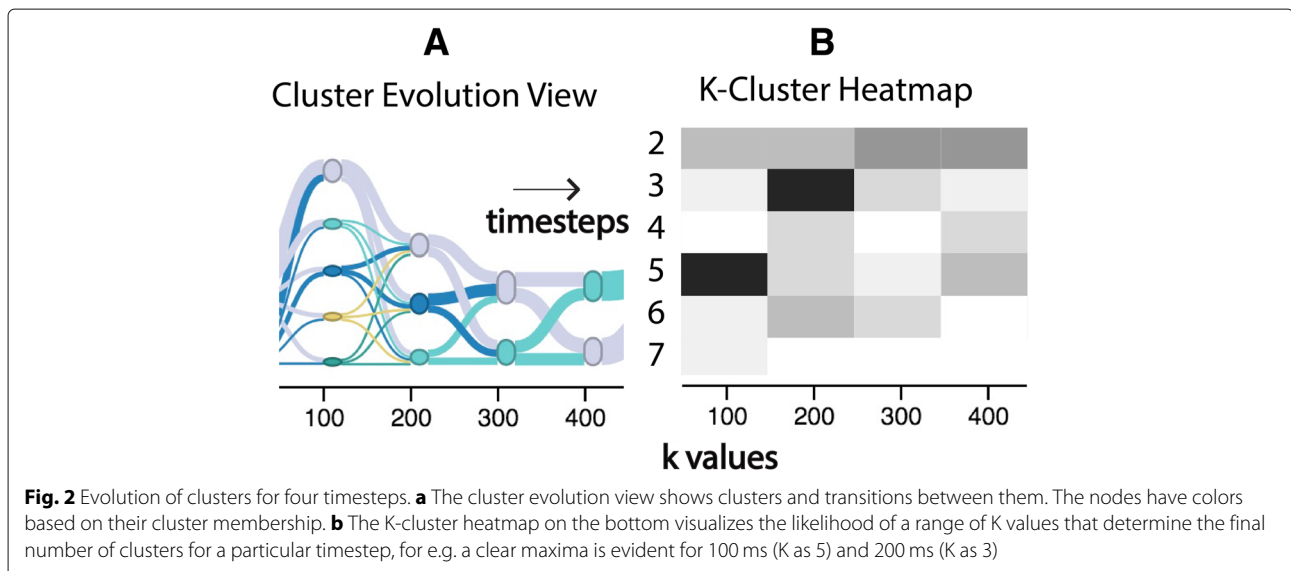 A
Cluster Evolution View
timesteps
100 200 300 400
B
K-Cluster Heatmap
2
3
4
5
6
7
100 200 300 400
k values
Fig. 2 Evolution of clusters for four timesteps. a The cluster evolution view shows clusters and transitions between them. The nodes have colors
based on their cluster membership. b The K-cluster heatmap on the bottom visualizes the likelihood of a range of K values that determine the final
number of clusters for a particular timestep, for e.g. a clear maxima is evident for 100 ms (K as 5) and 200 ms (K as 3)